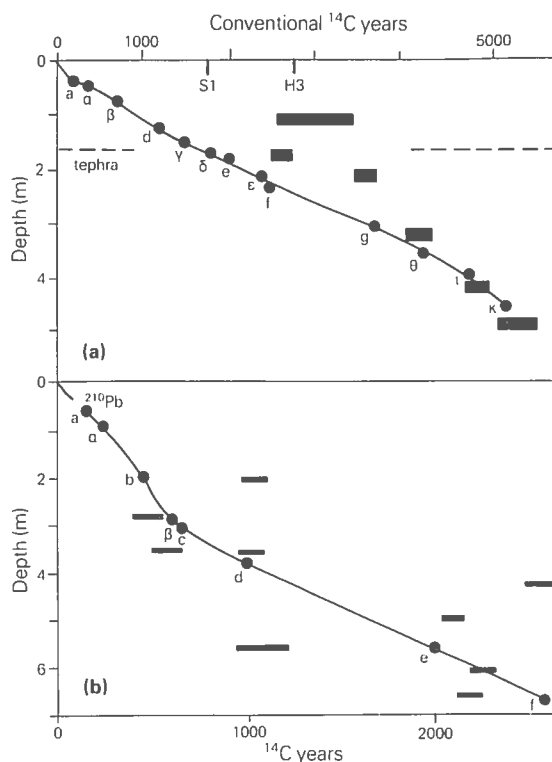 Conventional ¹⁴C years
0 1000 5000
S1 H3
Depth (m)
0
2
4
a α β d γ δ e ε f g θ ι κ
tephra
(a)
²¹⁰Pb
Depth (m)
0
2
4
6
a α b β c d e f
(b)
0 1000 2000
¹⁴C years